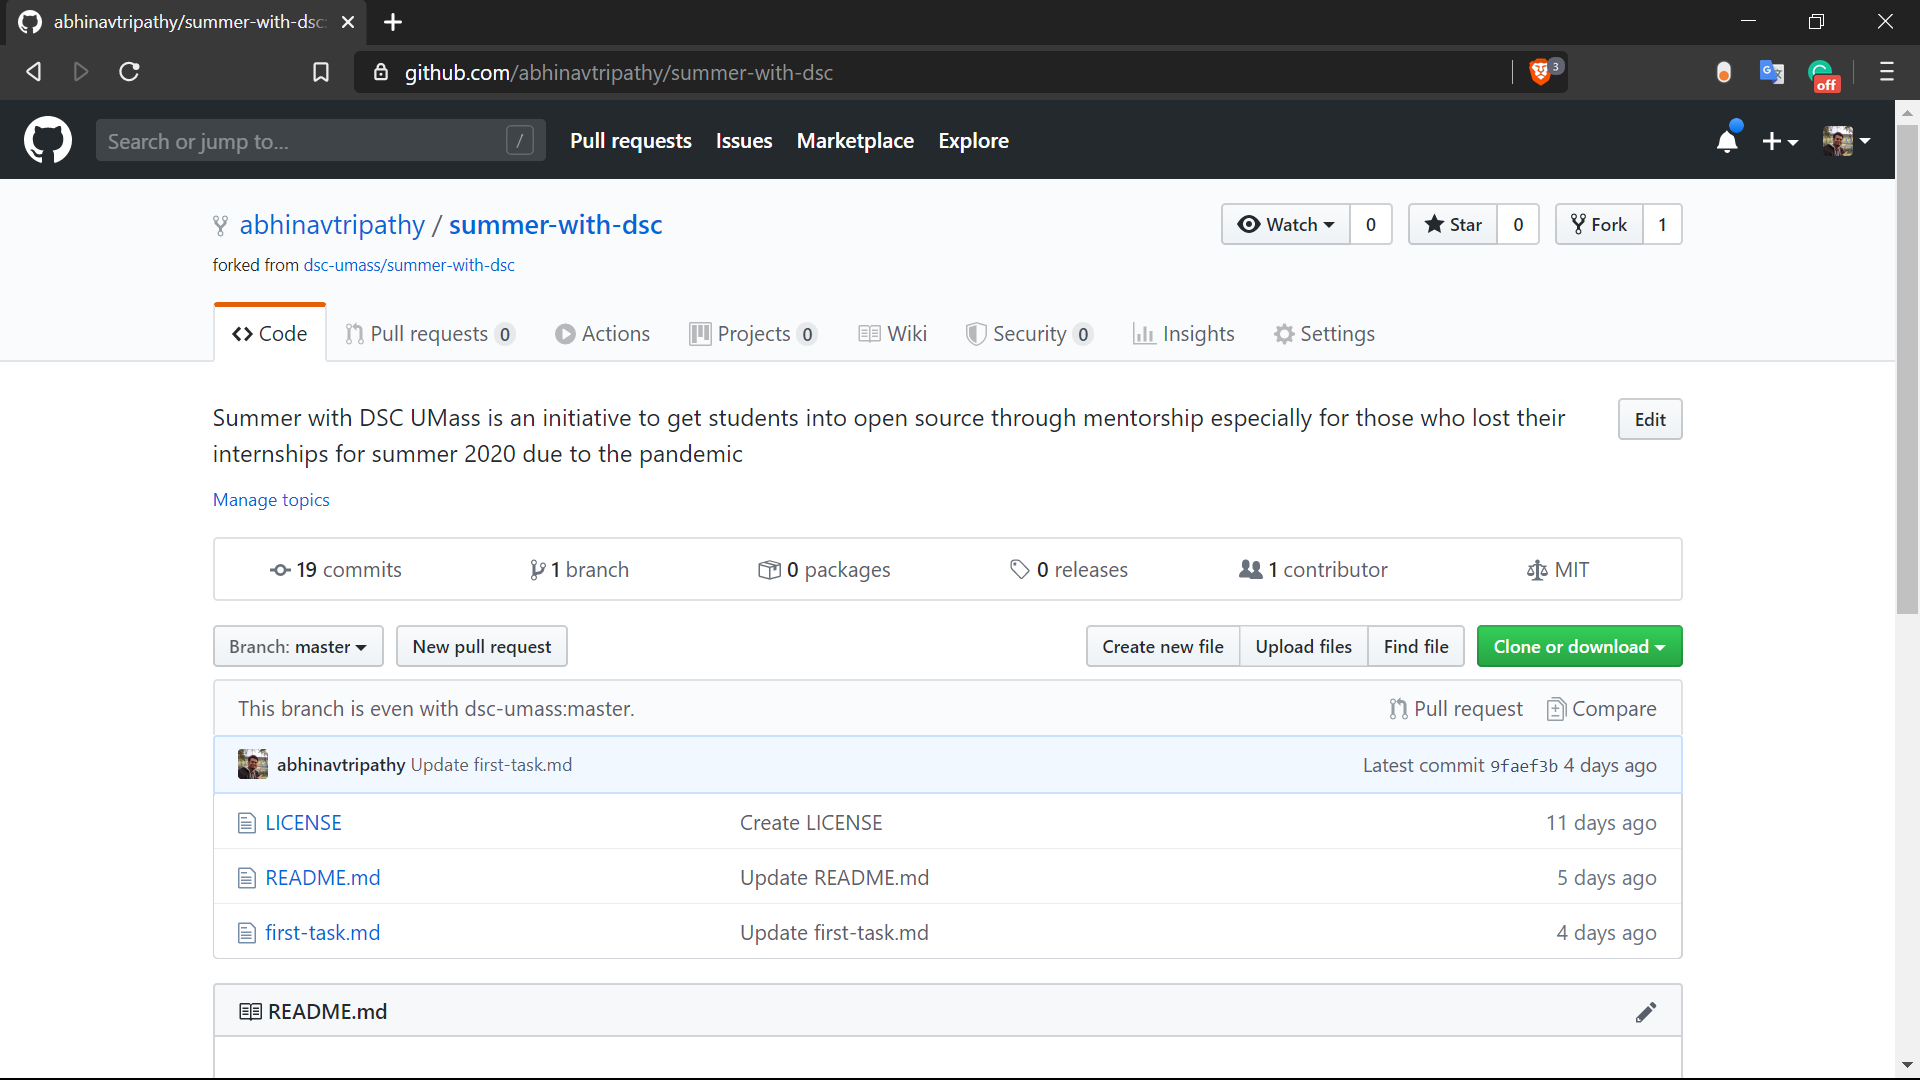 abhinavtripathy/summer-with-dsc:
github.com/abhinavtripathy/summer-with-dsc
3
off
Search or jump to...
/
Pull requests Issues Marketplace Explore
abhinavtripathy / summer-with-dsc
Watch 0 Star 0 Fork 1
forked from dsc-umass/summer-with-dsc
Code Pull requests 0 Actions Projects 0 Wiki Security 0 Insights Settings
Summer with DSC UMass is an initiative to get students into open source through mentorship especially for those who lost their
internships for summer 2020 due to the pandemic
Edit
Manage topics
19 commits 1 branch 0 packages 0 releases 1 contributor MIT
Branch: master New pull request Create new file Upload files Find file Clone or download
This branch is even with dsc-umass:master. Pull request Compare
abhinavtripathy Update first-task.md Latest commit 9faef3b 4 days ago
LICENSE Create LICENSE 11 days ago
README.md Update README.md 5 days ago
first-task.md Update first-task.md 4 days ago
README.md